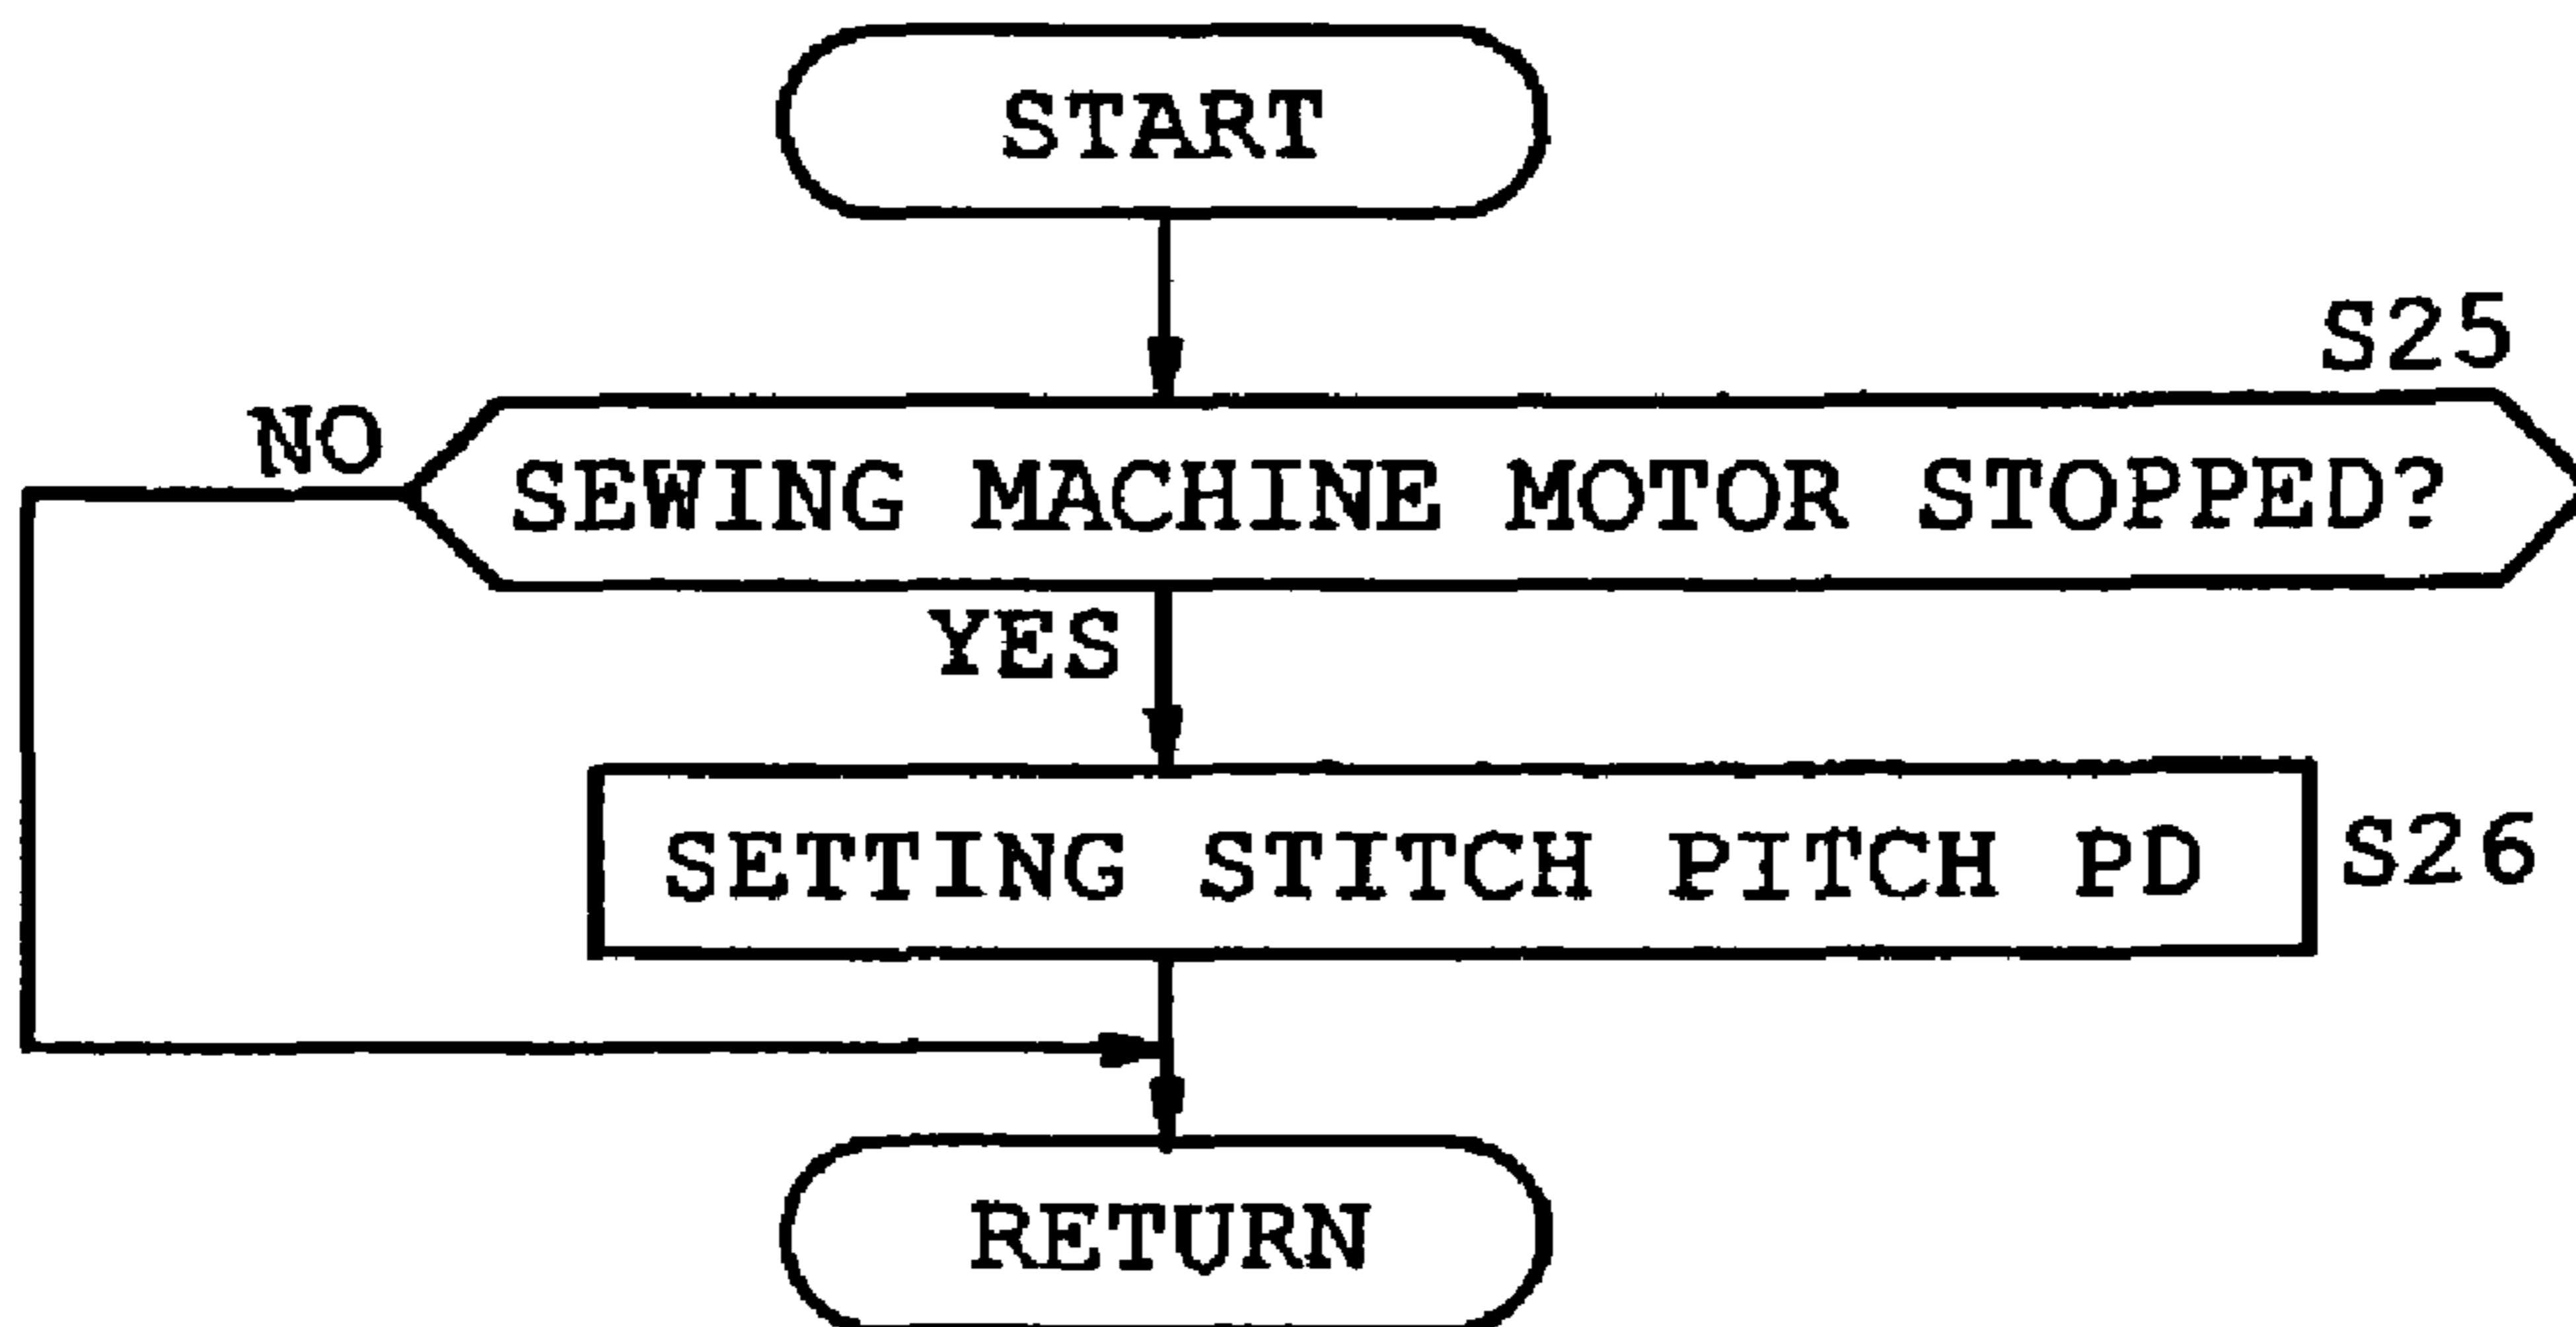 START
S25
NO
SEWING MACHINE MOTOR STOPPED?
YES
SETTING STITCH PITCH PD
S26
RETURN